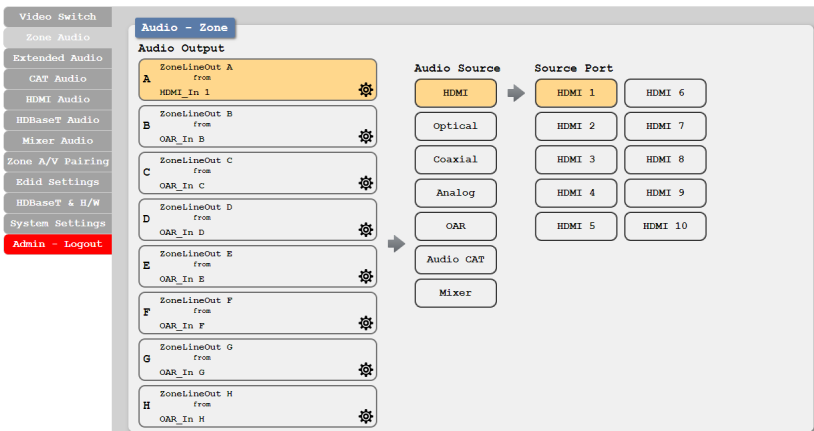 Video Switch
Zone Audio
Extended Audio
CAT Audio
HDMI Audio
HDBaseT Audio
Mixer Audio
Zone A/V Pairing
Edid Settings
HDBaseT & H/W
System Settings
Admin - Logout
Audio - Zone
Audio Output
A
ZoneLineOut A
from
HDMI_In 1
B
ZoneLineOut B
from
OAR_In B
C
ZoneLineOut C
from
OAR_In C
D
ZoneLineOut D
from
OAR_In D
E
ZoneLineOut E
from
OAR_In E
F
ZoneLineOut F
from
OAR_In F
G
ZoneLineOut G
from
OAR_In G
H
ZoneLineOut H
from
OAR_In H
Audio Source
HDMI
Optical
Coaxial
Analog
OAR
Audio CAT
Mixer
Source Port
HDMI 1
HDMI 2
HDMI 3
HDMI 4
HDMI 5
HDMI 6
HDMI 7
HDMI 8
HDMI 9
HDMI 10